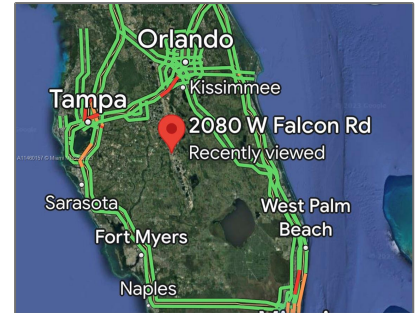 Orlando
Kissimmee
Tampa
2080 W Falcon Rd
Recently viewed
Sarasota
West Palm
Beach
Fort Myers
Naples